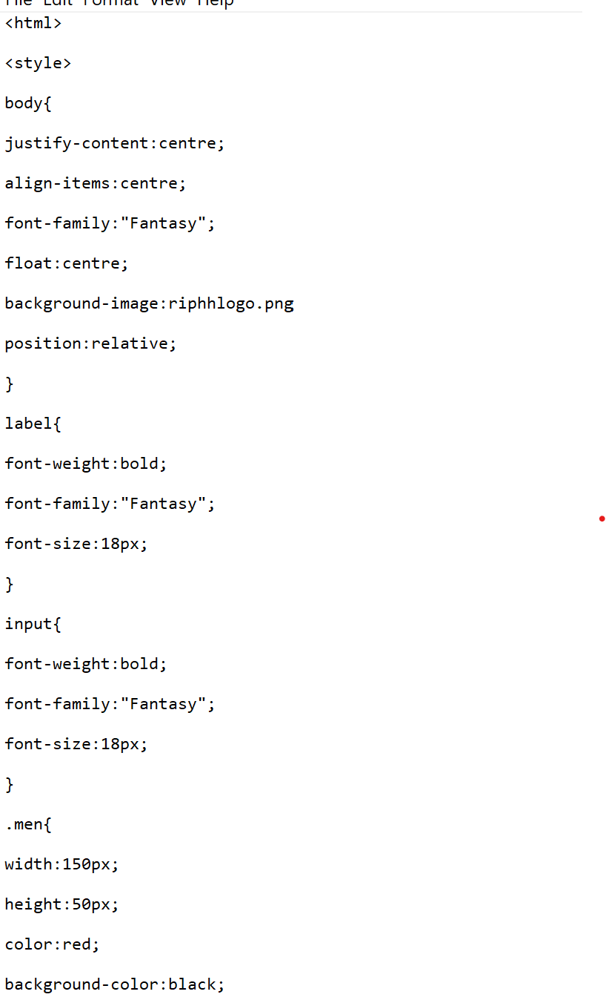 File Edit Format View Help
<html>
<style>
body{
justify-content:centre;
align-items:centre;
font-family:"Fantasy";
float:centre;
background-image:riphhlogo.png
position:relative;
}
label{
font-weight:bold;
font-family:"Fantasy";
font-size:18px;
}
input{
font-weight:bold;
font-family:"Fantasy";
font-size:18px;
}
.men{
width:150px;
height:50px;
color:red;
background-color:black;